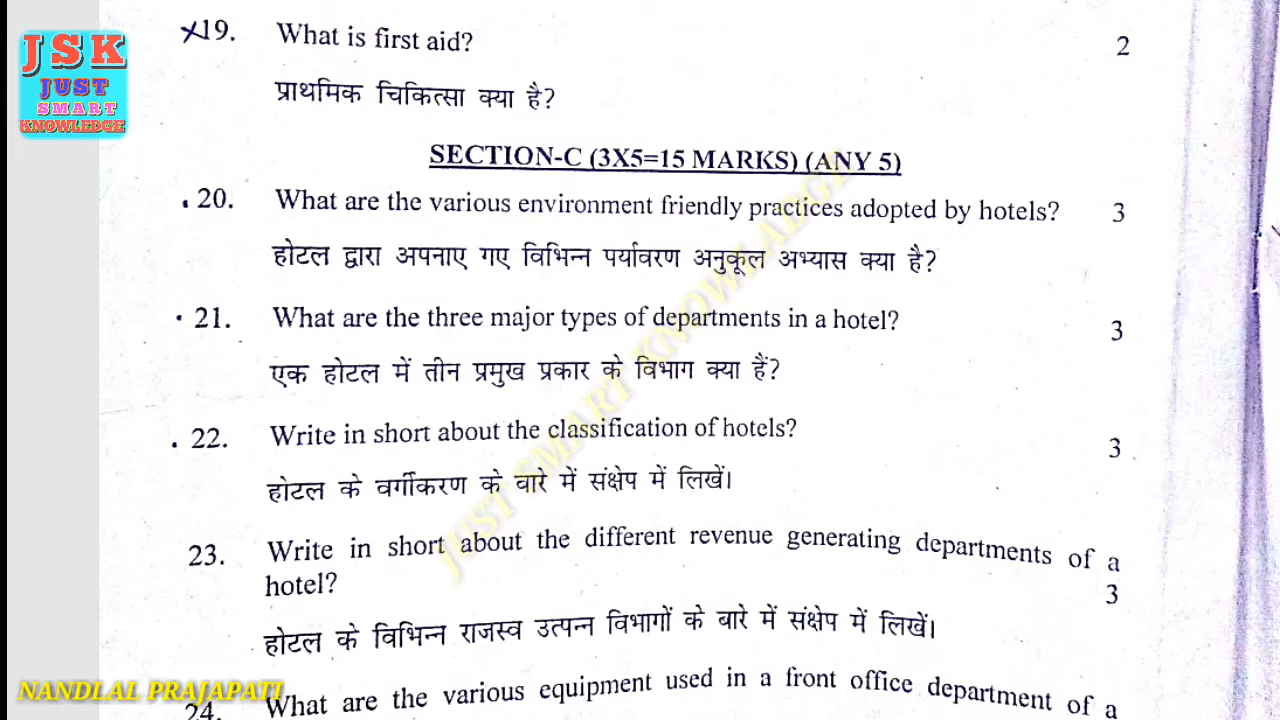 JSK
JUST
SMART
KNOWLEDGE
19. What is first aid? 2
प्राथमिक चिकित्सा क्या है?
SECTION-C (3X5=15 MARKS) (ANY 5)
20. What are the various environment friendly practices adopted by hotels? 3
होटल द्वारा अपनाए गए विभिन्न पर्यावरण अनुकूल अभ्यास क्या है?
21. What are the three major types of departments in a hotel? 3
एक होटल में तीन प्रमुख प्रकार के विभाग क्या हैं?
22. Write in short about the classification of hotels? 3
होटल के वर्गीकरण के वारे में संक्षेप में लिखें।
23. Write in short about the different revenue generating departments of a
hotel? 3
होटल के विभिन्न राजस्व उत्पन्न विभागों के बारे में संक्षेप में लिखें।
24. What are the various equipment used in a front office department of a
JUST SMART KNOWLADGE
NANDLAL PRAJAPATI